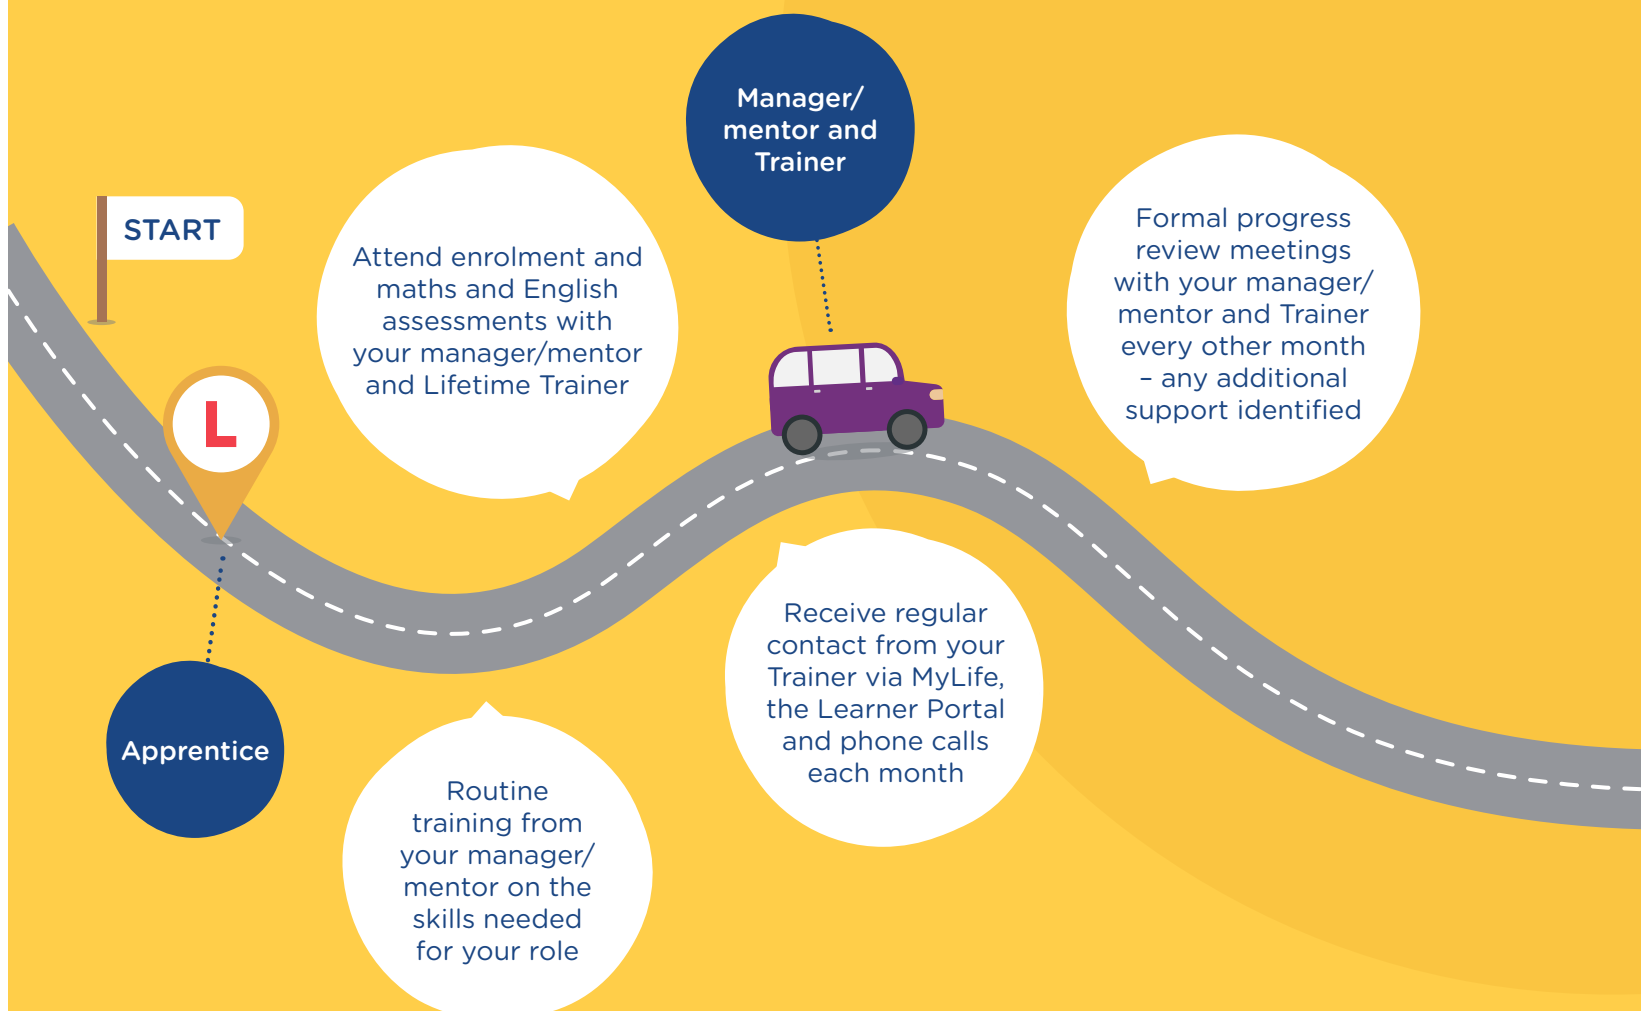 START
L
Apprentice
Attend enrolment and
maths and English
assessments with
your manager/mentor
and Lifetime Trainer
Routine
training from
your manager/
mentor on the
skills needed
for your role
Manager/
mentor and
Trainer
Receive regular
contact from your
Trainer via MyLife,
the Learner Portal
and phone calls
each month
Formal progress
review meetings
with your manager/
mentor and Trainer
every other month
– any additional
support identified